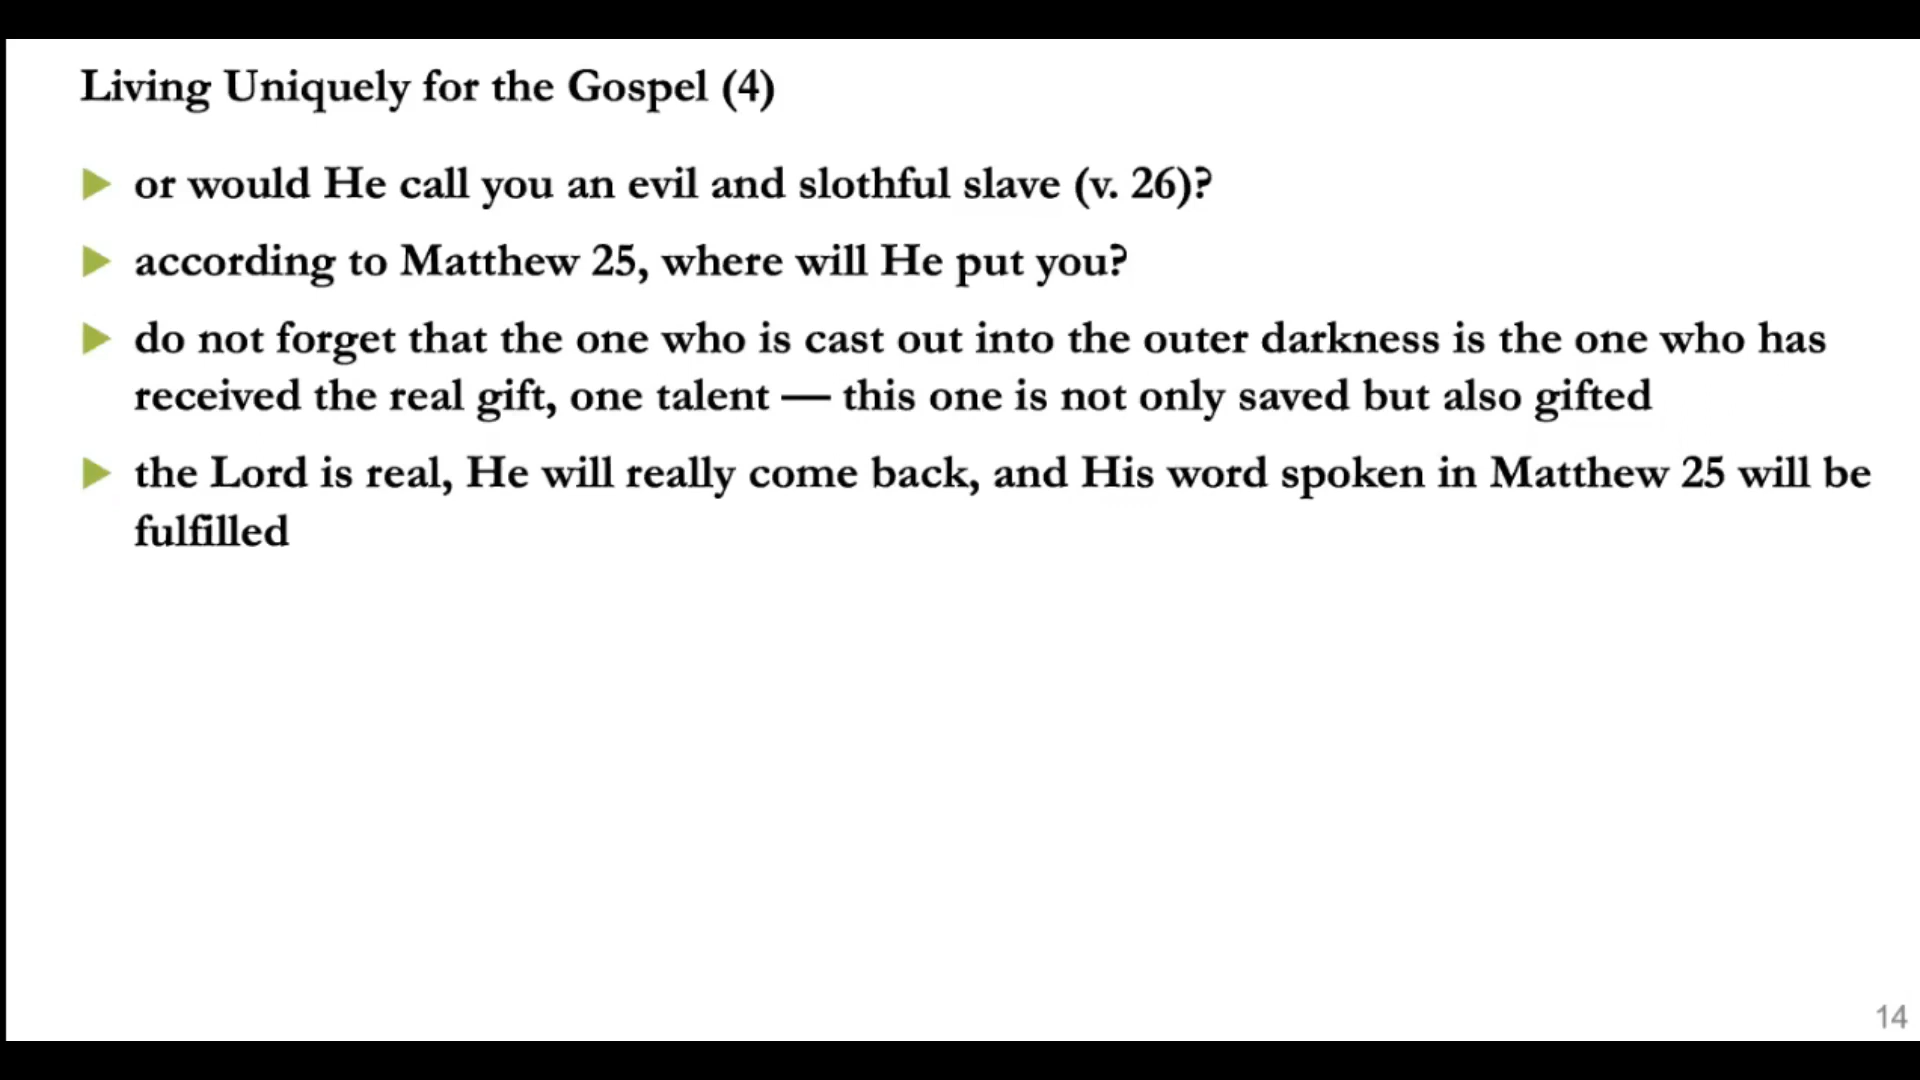 Living Uniquely for the Gospel (4)
or would He call you an evil and slothful slave (v. 26)?
according to Matthew 25, where will He put you?
do not forget that the one who is cast out into the outer darkness is the one who has
received the real gift, one talent — this one is not only saved but also gifted
the Lord is real, He will really come back, and His word spoken in Matthew 25 will be
fulfilled
14